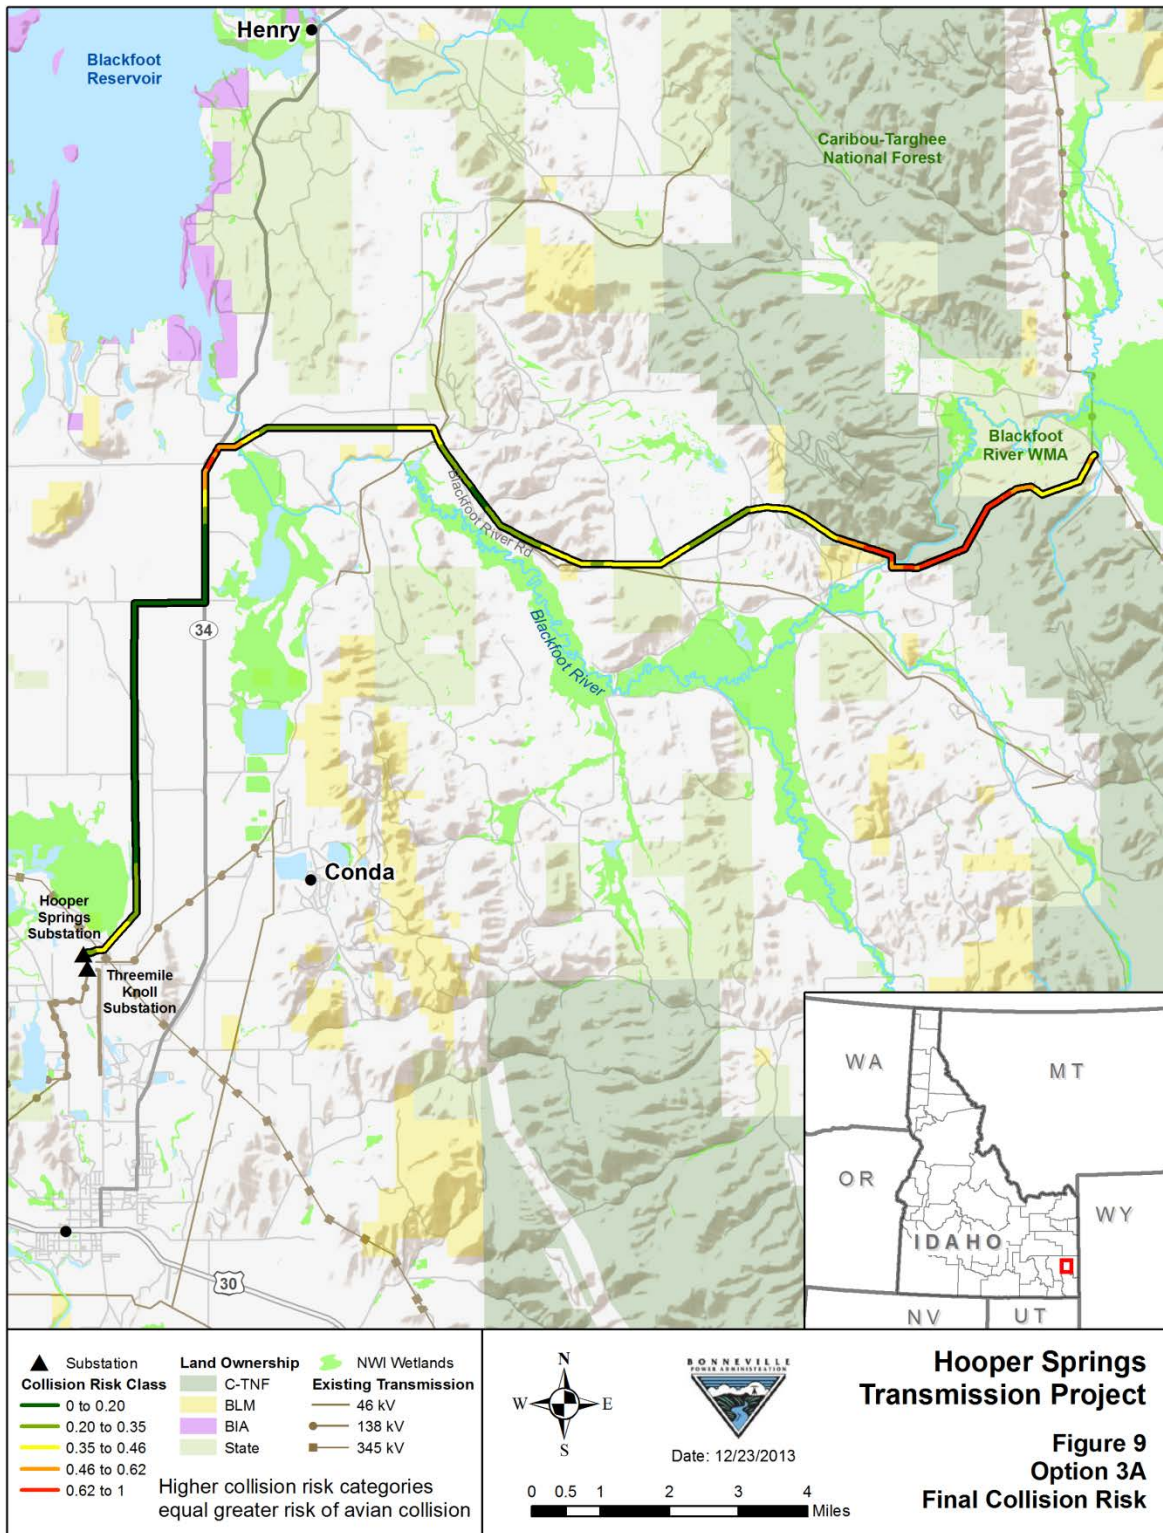 Henry
Blackfoot
Reservoir
Caribou-Targhee
National Forest
Blackfoot
River WMA
Blackfoot River Rd
34
Blackfoot River
Conda
Hooper
Springs
Substation
Threemile
Knoll
Substation
30
WA
MT
OR
IDAHO
WY
NV
UT
Substation
Collision Risk Class
0 to 0.20
0.20 to 0.35
0.35 to 0.46
0.46 to 0.62
0.62 to 1
Land Ownership
C-TNF
BLM
BIA
State
NWI Wetlands
Existing Transmission
46 kV
138 kV
345 kV
Higher collision risk categories
equal greater risk of avian collision
N
W
E
S
BONNEVILLE
POWER ADMINISTRATION
Date: 12/23/2013
0 0.5 1 2 3 4
Miles
Hooper Springs
Transmission Project
Figure 9
Option 3A
Final Collision Risk